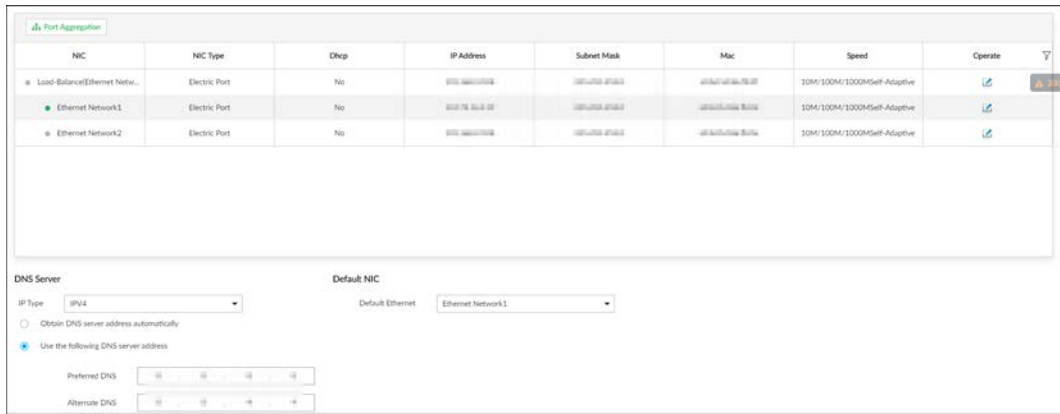 Port Aggregation
NIC NIC Type Dhcp IP Address Subnet Mask Mac Speed Operate
Load-Balance(Ethernet Netw... Electric Port No 10M/100M/1000MSelf-Adaptive
Ethernet Network1 Electric Port No 10M/100M/1000MSelf-Adaptive
Ethernet Network2 Electric Port No 10M/100M/1000MSelf-Adaptive
DNS Server Default NIC
IP Type IPV4 Default Ethernet Ethernet Network1
Obtain DNS server address automatically
Use the following DNS server address
Preferred DNS
Alternate DNS